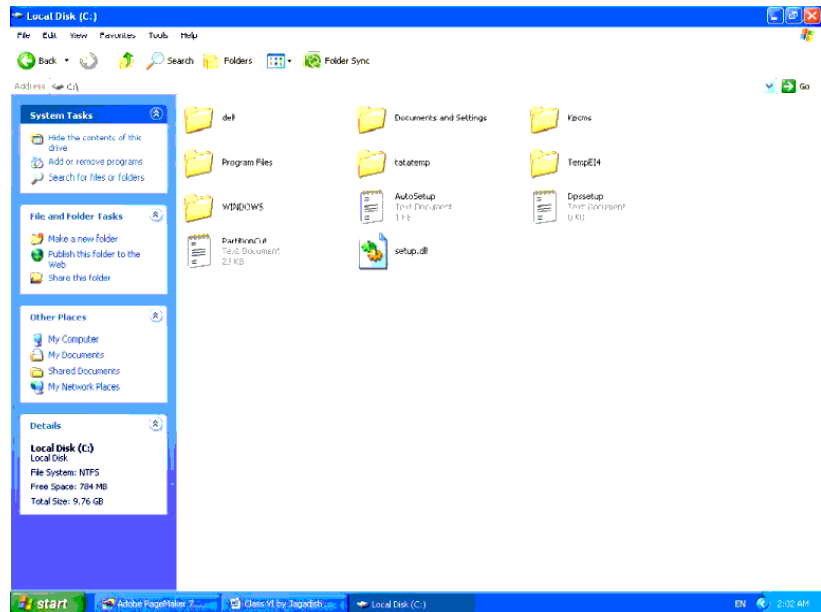 Local Disk (C:)
File Edit View Favorites Tools Help
Back Search Folders Folder Sync
Address C:\ Go
System Tasks
Hide the contents of this
drive
Add or remove programs
Search for files or folders
File and Folder Tasks
Make a new folder
Publish this folder to the
Web
Share this folder
Other Places
My Computer
My Documents
Shared Documents
My Network Places
Details
Local Disk (C:)
Local Disk
File System: NTFS
Free Space: 784 MB
Total Size: 9.76 GB
dell
Documents and Settings
Kpcms
Program Files
tatatemp
TempEI4
WINDOWS
AutoSetup
Text Document
1 KB
Dpssetup
Text Document
0 KB
PartitionCut
Text Document
23 KB
setup.dll
start Adobe PageMaker 7.... Class VI by Jagadish Local Disk (C:) EN 2:02 AM